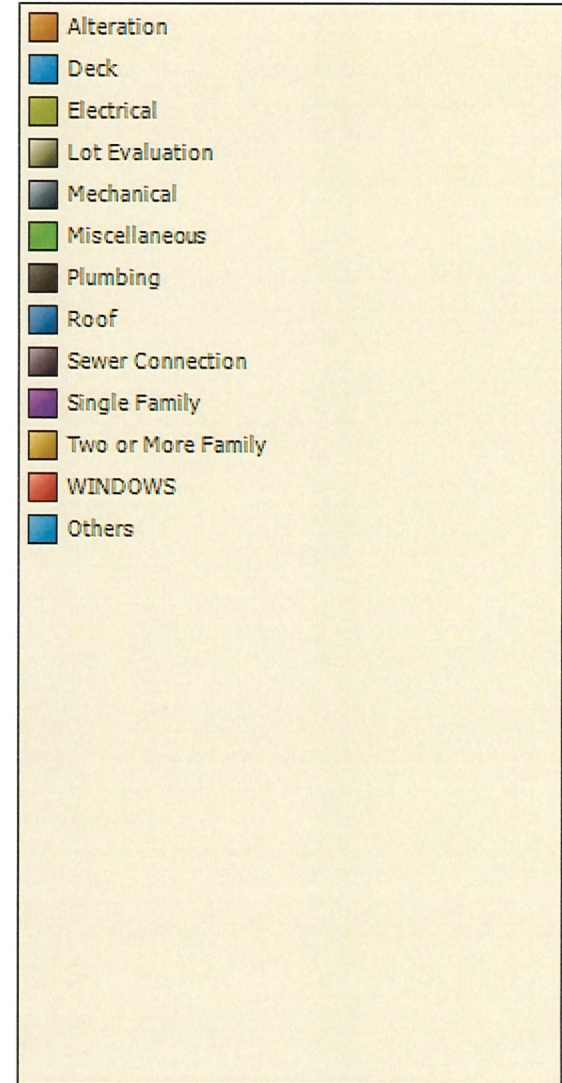 Alteration
Deck
Electrical
Lot Evaluation
Mechanical
Miscellaneous
Plumbing
Roof
Sewer Connection
Single Family
Two or More Family
WINDOWS
Others